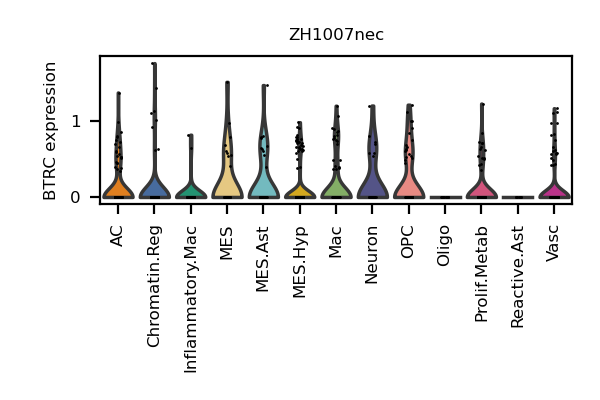 ZH1007nec
BTRC expression
1
0
AC
Chromatin.Reg
Inflammatory.Mac
MES
MES.Ast
MES.Hyp
Mac
Neuron
OPC
Oligo
Prolif.Metab
Reactive.Ast
Vasc